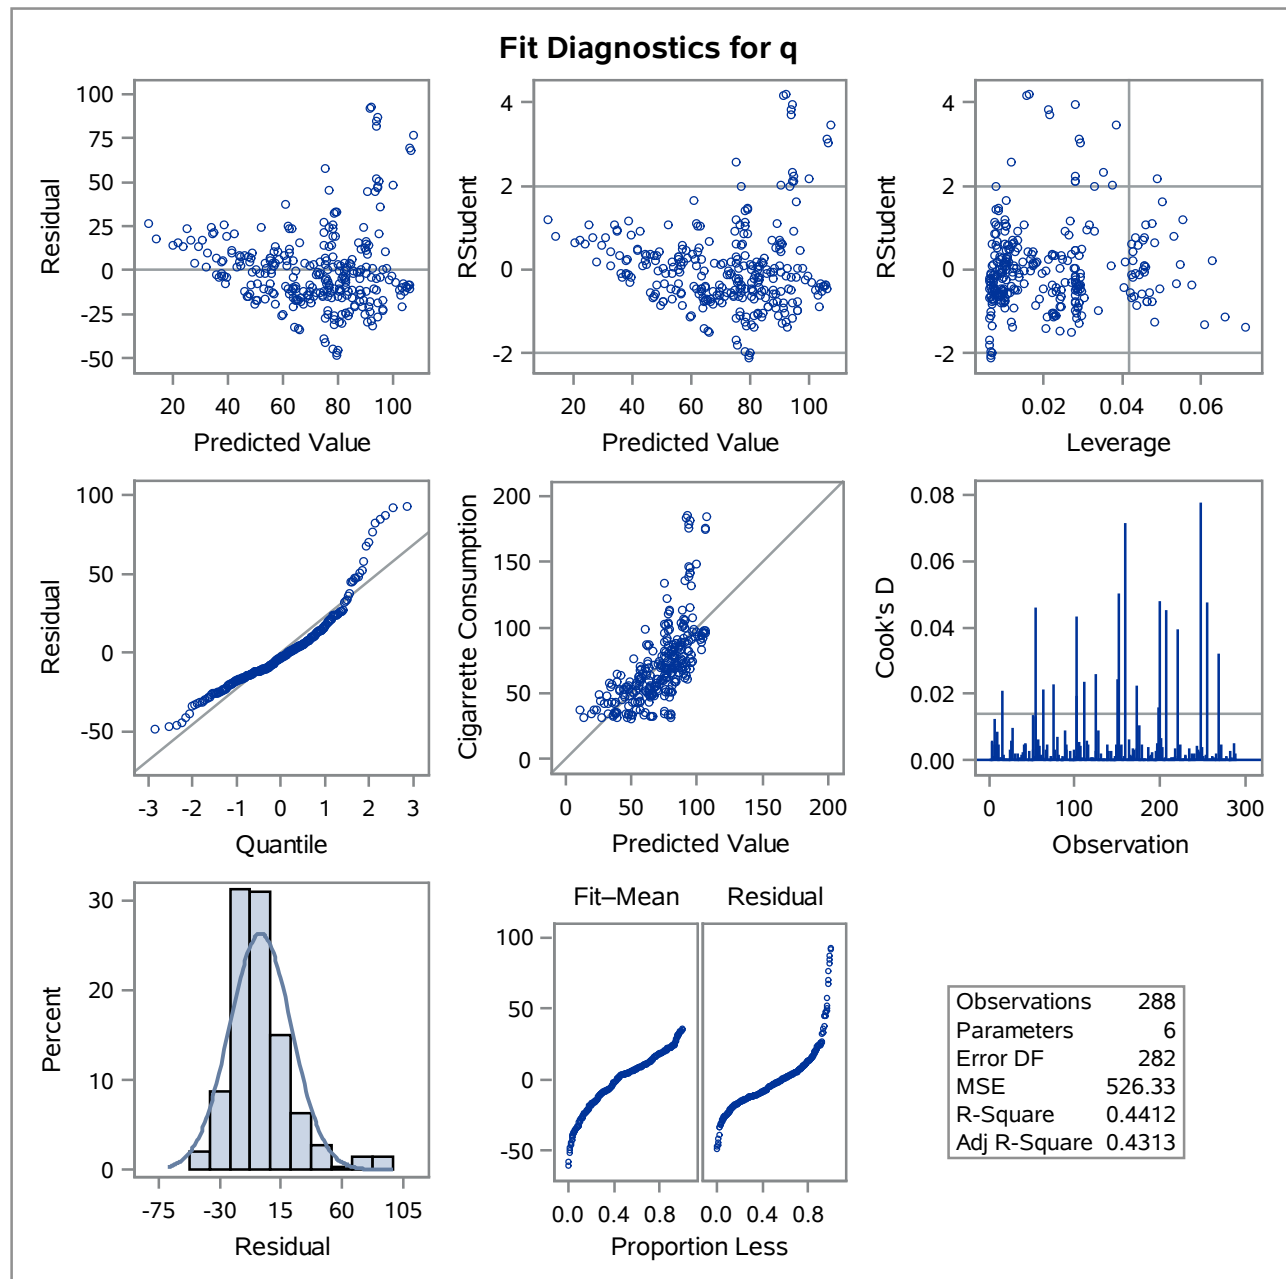 Fit Diagnostics for q
100
75
50
25
0
-25
-50
Residual
20 40 60 80 100
Predicted Value
4
2
0
-2
RStudent
20 40 60 80 100
Predicted Value
4
2
0
-2
RStudent
0.02 0.04 0.06
Leverage
100
50
0
-50
Residual
-3 -2 -1 0 1 2 3
Quantile
200
150
100
50
0
Cigarrette Consumption
0 50 100 150 200
Predicted Value
0.08
0.06
0.04
0.02
0.00
Cook's D
0 100 200 300
Observation
30
20
10
0
Percent
-75 -30 15 60 105
Residual
Fit–Mean Residual
100
50
0
-50
0.0 0.4 0.8 0.0 0.4 0.8
Proportion Less
Observations 288
Parameters 6
Error DF 282
MSE 526.33
R-Square 0.4412
Adj R-Square 0.4313